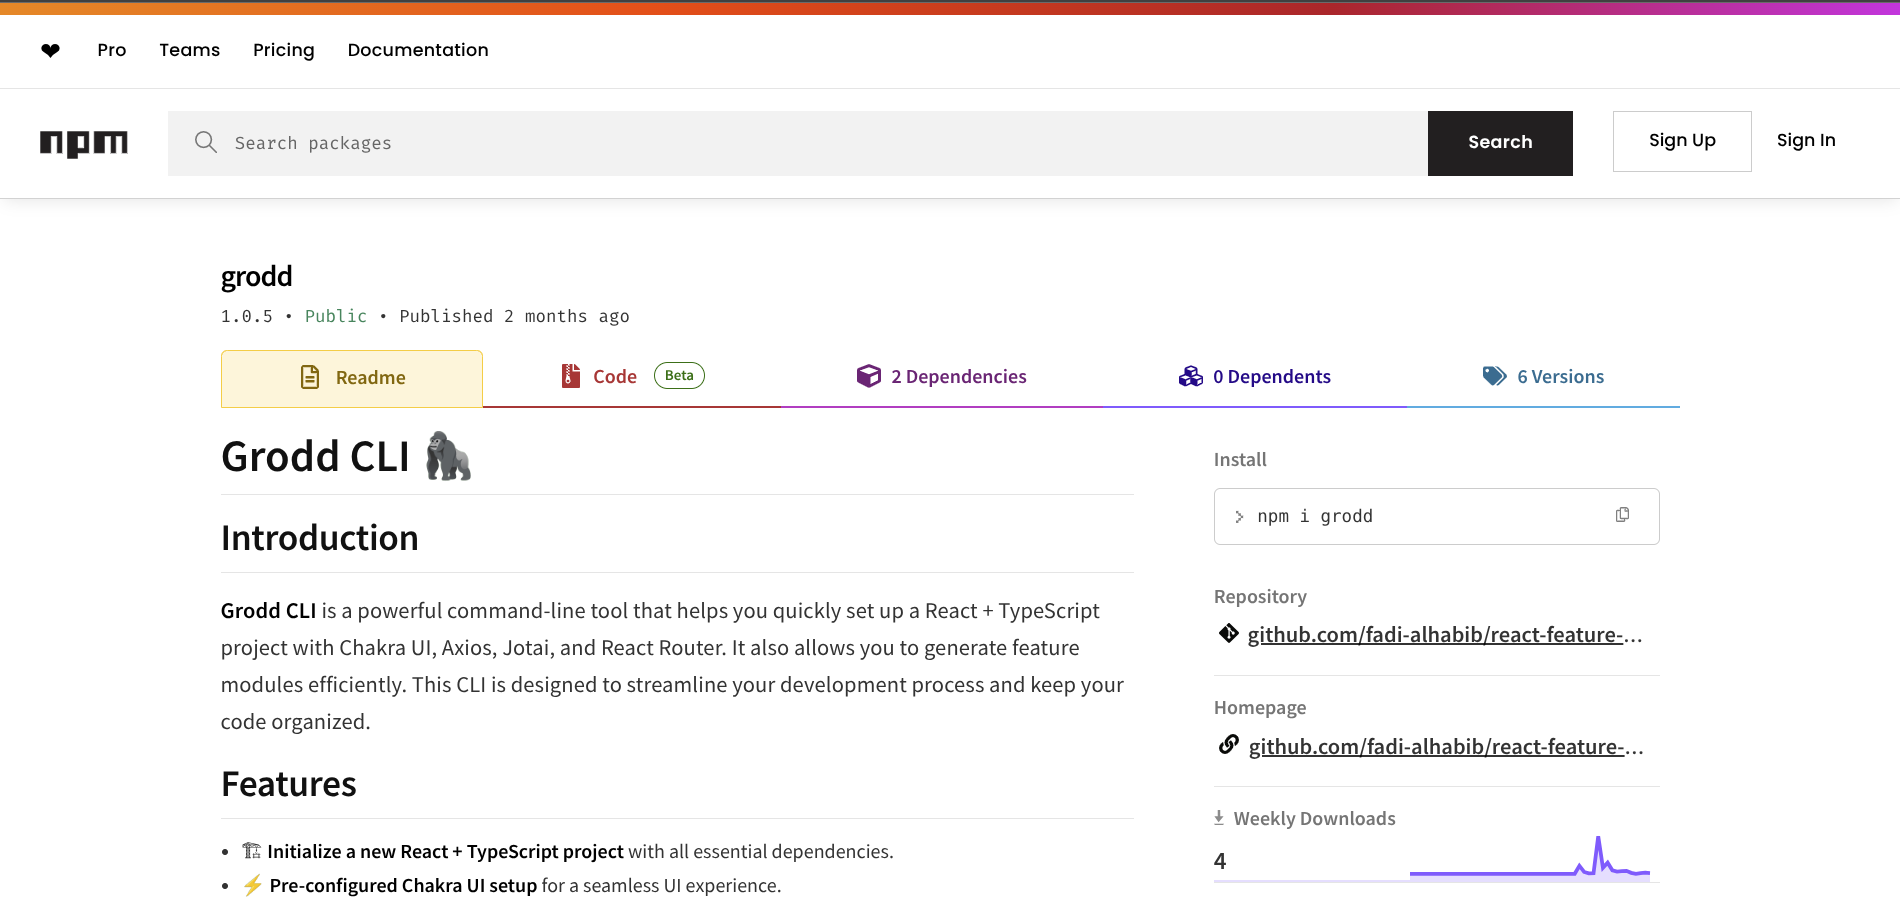 ❤ Pro Teams Pricing Documentation
npm Search packages Search Sign Up Sign In
grodd
1.0.5 • Public • Published 2 months ago
Readme Code Beta 2 Dependencies 0 Dependents 6 Versions
Grodd CLI 🦍
Introduction
Grodd CLI is a powerful command-line tool that helps you quickly set up a React + TypeScript
project with Chakra UI, Axios, Jotai, and React Router. It also allows you to generate feature
modules efficiently. This CLI is designed to streamline your development process and keep your
code organized.
Features
• 🏗 Initialize a new React + TypeScript project with all essential dependencies.
• ⚡ Pre-configured Chakra UI setup for a seamless UI experience.
Install
> npm i grodd
Repository
github.com/fadi-alhabib/react-feature-...
Homepage
github.com/fadi-alhabib/react-feature-...
Weekly Downloads
4